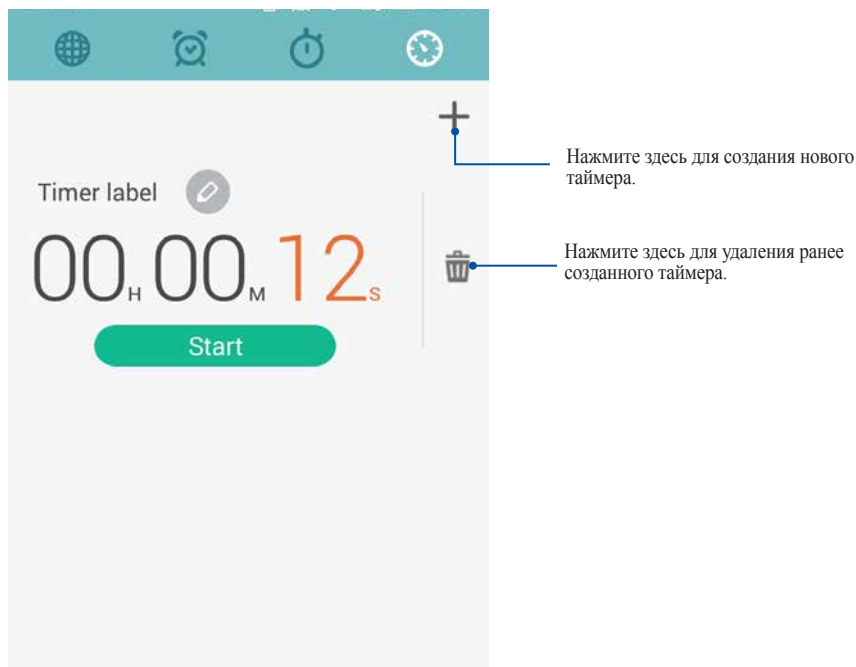 Нажмите здесь для создания нового
таймера.
Timer label
00H 00M 12S
Нажмите здесь для удаления ранее
созданного таймера.
Start